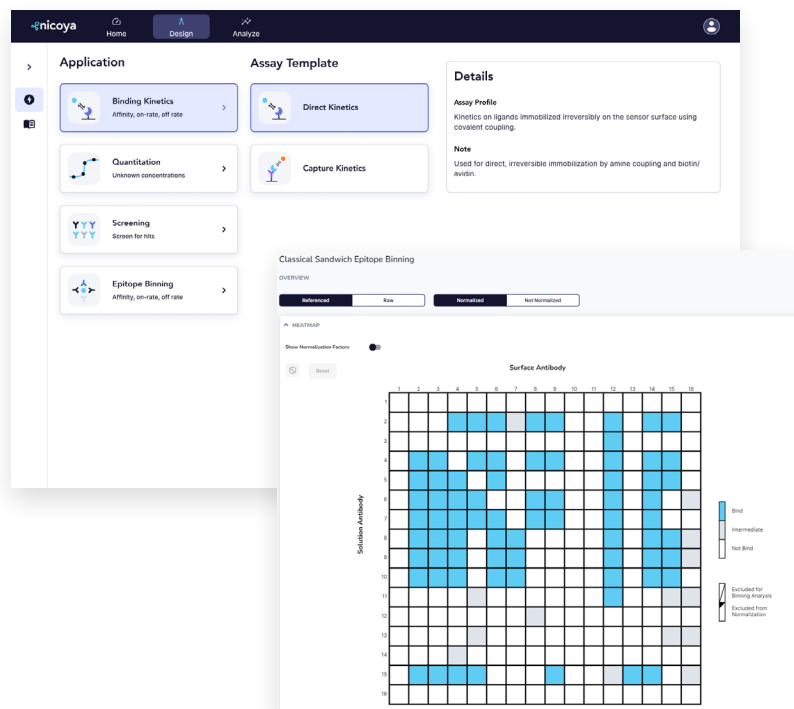 nicoya
Home
Design
Analyze
Application
Assay Template
Details
Binding Kinetics
Affinity, on-rate, off rate
Direct Kinetics
Assay Profile
Kinetics on ligands immobilized irreversibly on the sensor surface using
covalent coupling.
Note
Used for direct, irreversible immobilization by amine coupling and biotin/
avidin.
Quantitation
Unknown concentrations
Capture Kinetics
Screening
Screen for hits
Epitope Binning
Affinity, on-rate, off rate
Classical Sandwich Epitope Binning
OVERVIEW
Referenced
Raw
Normalized
Not Normalized
HEATMAP
Show Normalization Factors
Reset
Surface Antibody
1 2 3 4 5 6 7 8 9 10 11 12 13 14 15 16
Solution Antibody
1
2
3
4
5
6
7
8
9
10
11
12
13
14
15
16
Bind
Intermediate
Not Bind
Excluded for
Binning Analysis
Excluded from
Normalization